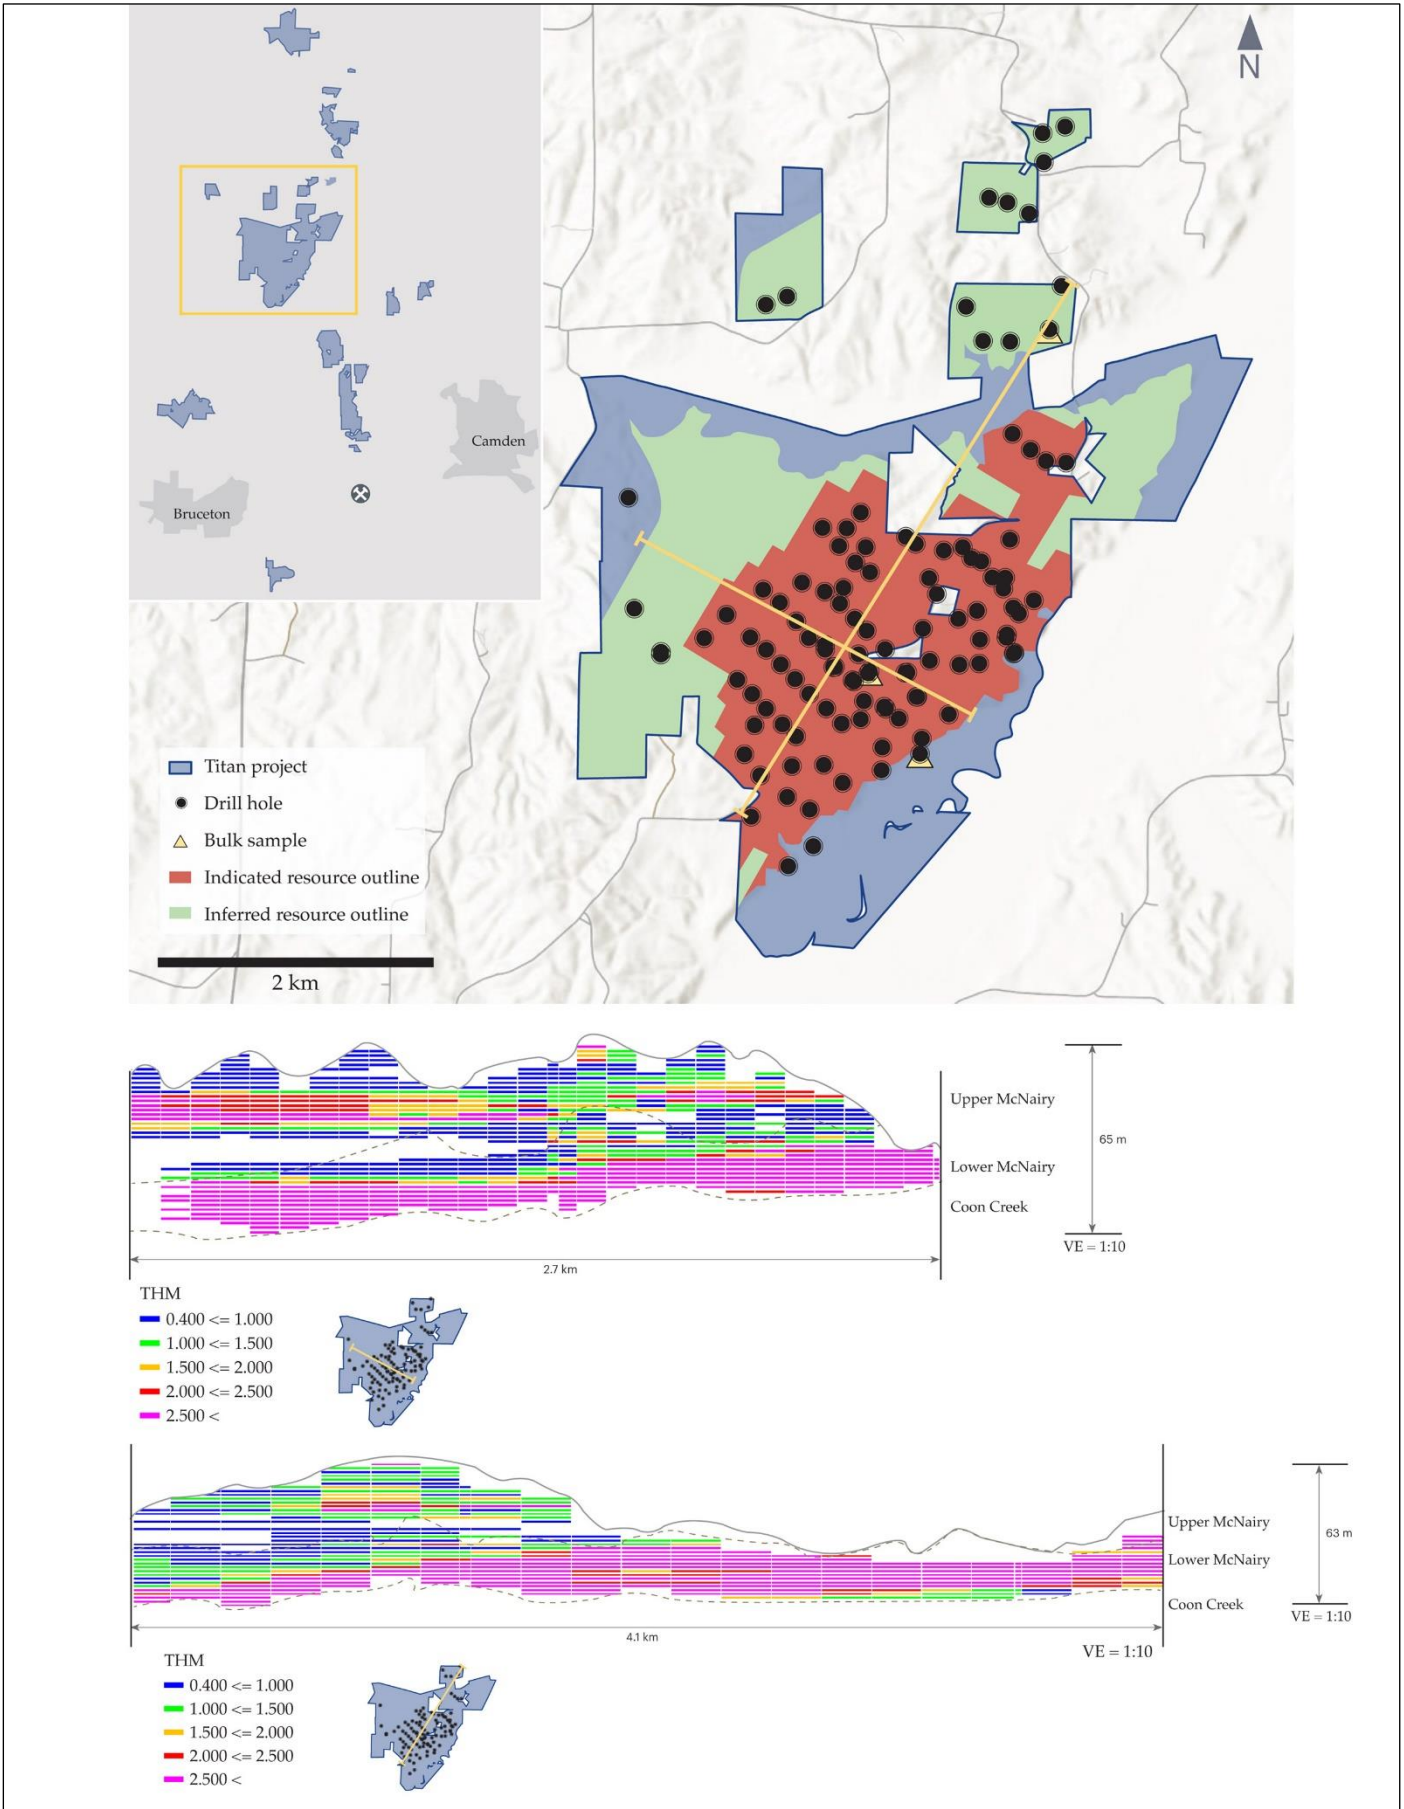 N
Camden
Bruceton
Titan project
Drill hole
Bulk sample
Indicated resource outline
Inferred resource outline
2 km
Upper McNairy
65 m
Lower McNairy
Coon Creek
VE = 1:10
2.7 km
THM
0.400 <= 1.000
1.000 <= 1.500
1.500 <= 2.000
2.000 <= 2.500
2.500 <
Upper McNairy
63 m
Lower McNairy
Coon Creek
VE = 1:10
4.1 km
VE = 1:10
THM
0.400 <= 1.000
1.000 <= 1.500
1.500 <= 2.000
2.000 <= 2.500
2.500 <